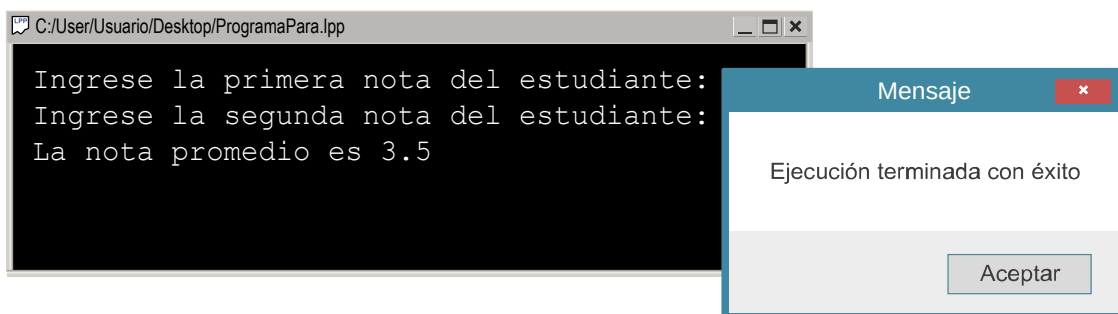 LPP
C:/User/Usuario/Desktop/ProgramaPara.lpp
Ingrese la primera nota del estudiante:
Ingrese la segunda nota del estudiante:
La nota promedio es 3.5
Mensaje
Ejecución terminada con éxito
Aceptar